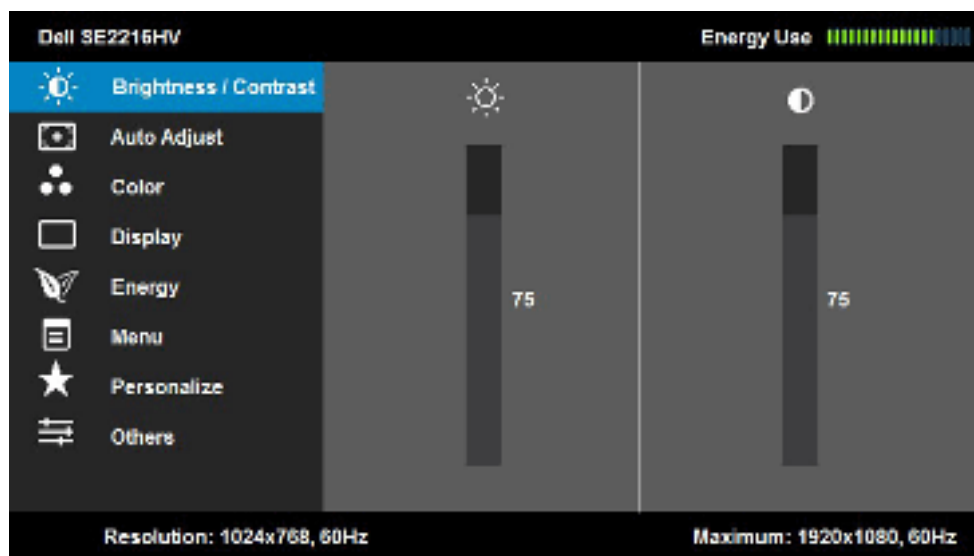 Dell SE2216HV
Energy Use
Brightness / Contrast
Auto Adjust
Color
Display
Energy
75
75
Menu
Personalize
Others
Resolution: 1024x768, 60Hz
Maximum: 1920x1080, 60Hz